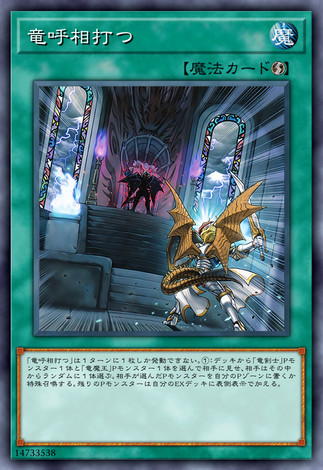 竜呼相打つ
魔
【魔法カード】
「竜呼相打つ」は1ターンに1枚しか発動できない。①：デッキから「竜剣士」Pモ
ンスター1体と「竜魔王」Pモンスター1体を選んで相手に見せ、相手はその中
からランダムに1体選ぶ。相手が選んだPモンスターを自分のPゾーンに置くか
特殊召喚する。残りのPモンスターは自分のEXデッキに表側表示で加える。
14733538